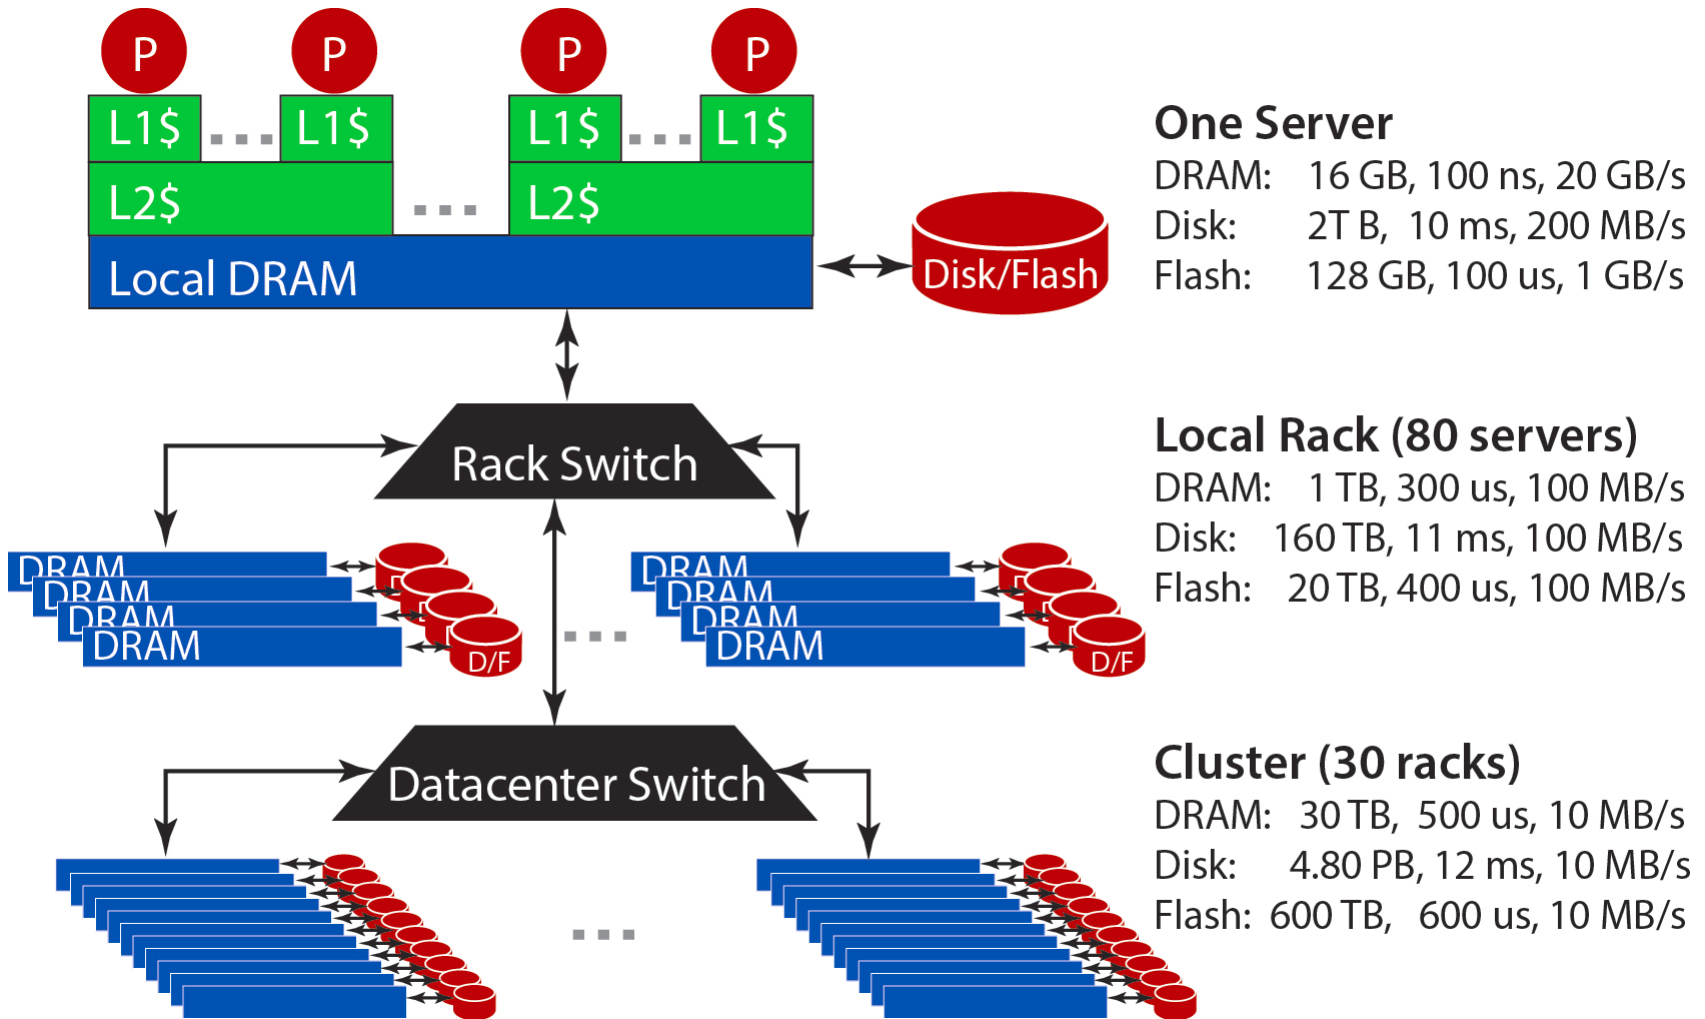 P P P P
L1$ L1$ L1$ L1$
L2$ L2$
Local DRAM
Disk/Flash
One Server
DRAM: 16 GB, 100 ns, 20 GB/s
Disk: 2T B, 10 ms, 200 MB/s
Flash: 128 GB, 100 us, 1 GB/s
Rack Switch
Local Rack (80 servers)
DRAM: 1 TB, 300 us, 100 MB/s
Disk: 160 TB, 11 ms, 100 MB/s
Flash: 20 TB, 400 us, 100 MB/s
DRAM DRAM
DRAM DRAM
DRAM DRAM
DRAM D/F DRAM D/F
Datacenter Switch
Cluster (30 racks)
DRAM: 30 TB, 500 us, 10 MB/s
Disk: 4.80 PB, 12 ms, 10 MB/s
Flash: 600 TB, 600 us, 10 MB/s